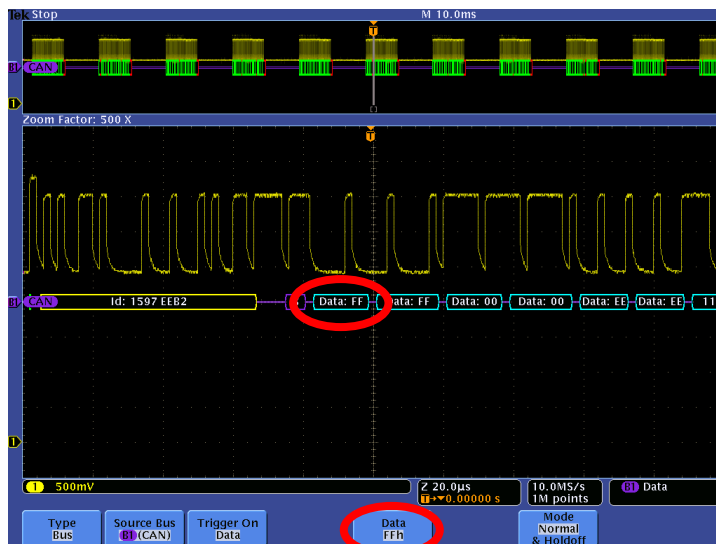 Tek Stop M 10.0ms
T
B1 CAN
1
Zoom Factor: 500 X
T
B1 CAN Id: 1597 EEB2 Data: FF Data: FF Data: 00 Data: 00 Data: EE Data: EE 11
1
1 500mV Z 20.0µs 10.0MS/s B1 Data
T→▼0.00000 s 1M points
Type Source Bus Trigger On Data Mode
Bus B1 (CAN) Data FFh Normal
& Holdoff